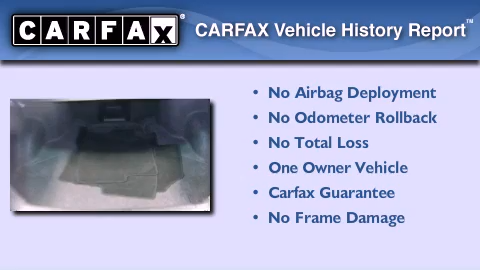 CARFAX® CARFAX Vehicle History Report™
• No Airbag Deployment
• No Odometer Rollback
• No Total Loss
• One Owner Vehicle
• Carfax Guarantee
• No Frame Damage